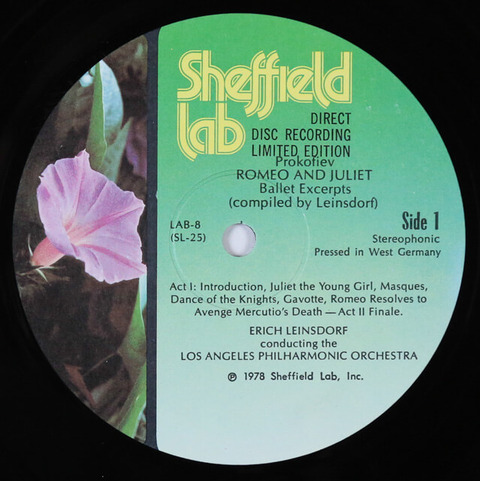 Sheffield
lab
DIRECT
DISC RECORDING
LIMITED EDITION
Prokofiev
ROMEO AND JULIET
Ballet Excerpts
(compiled by Leinsdorf)
LAB-8
(SL-25)
Side 1
Stereophonic
Pressed in West Germany
Act I: Introduction, Juliet the Young Girl, Masques,
Dance of the Knights, Gavotte, Romeo Resolves to
Avenge Mercutio's Death — Act II Finale.
ERICH LEINSDORF
conducting the
LOS ANGELES PHILHARMONIC ORCHESTRA
℗ 1978 Sheffield Lab, Inc.